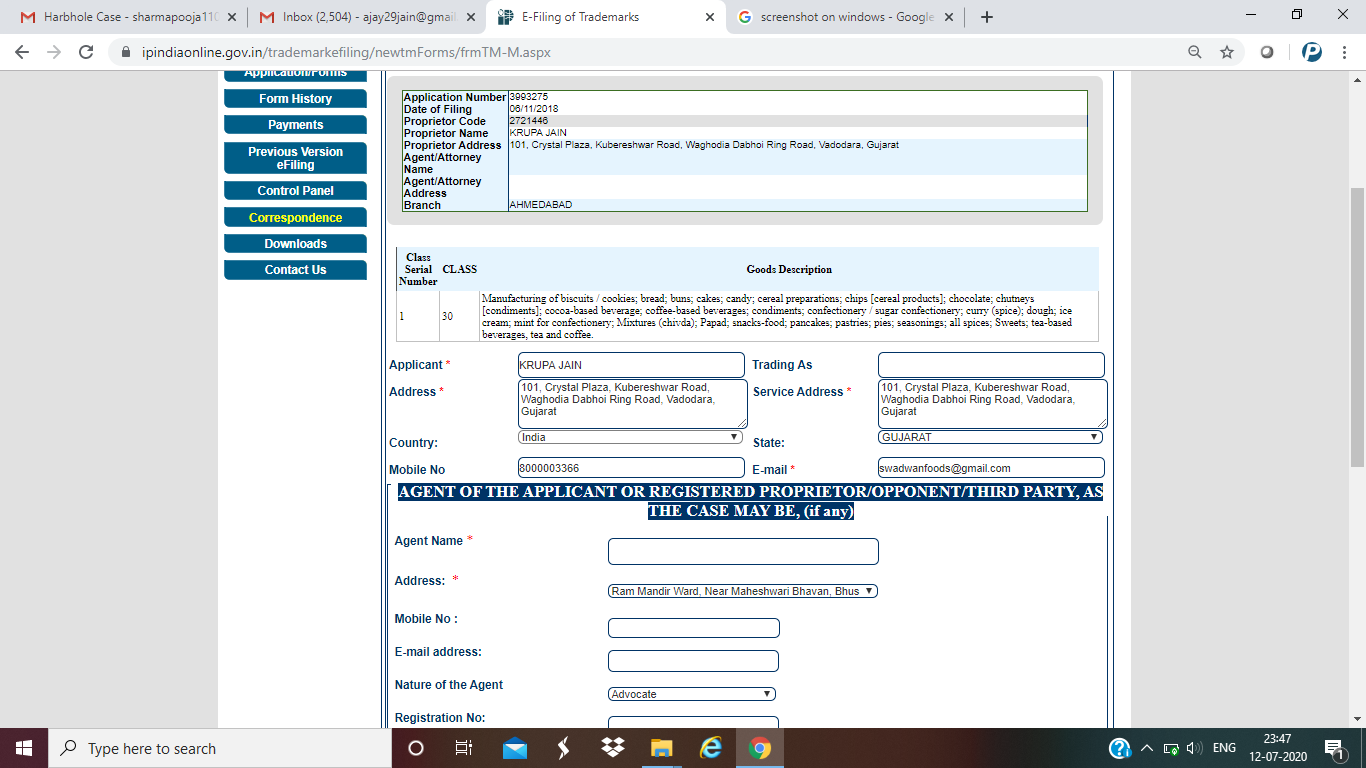 Harbhole Case - sharmapooja110
Inbox (2,504) - ajay29jain@gmail
E-Filing of Trademarks
screenshot on windows - Google
ipindiaonline.gov.in/trademarkefiling/newtmForms/frmTM-M.aspx
Application/Forms
Form History
Payments
Previous Version
eFiling
Control Panel
Correspondence
Downloads
Contact Us
Application Number 3993275
Date of Filing 06/11/2018
Proprietor Code 2721446
Proprietor Name KRUPA JAIN
Proprietor Address 101, Crystal Plaza, Kubereshwar Road, Waghodia Dabhoi Ring Road, Vadodara, Gujarat
Agent/Attorney
Name
Agent/Attorney
Address
Branch AHMEDABAD
Class
Serial
Number
CLASS
Goods Description
1
30
Manufacturing of biscuits / cookies; bread; buns; cakes; candy; cereal preparations; chips [cereal products]; chocolate; chutneys
[condiments]; cocoa-based beverage; coffee-based beverages; condiments; confectionery / sugar confectionery; curry (spice); dough; ice
cream; mint for confectionery; Mixtures (chivda); Papad; snacks-food; pancakes; pastries; pies; seasonings; all spices; Sweets; tea-based
beverages, tea and coffee.
Applicant * KRUPA JAIN Trading As
Address *
101, Crystal Plaza, Kubereshwar Road,
Waghodia Dabhoi Ring Road, Vadodara,
Gujarat
Service Address *
101, Crystal Plaza, Kubereshwar Road,
Waghodia Dabhoi Ring Road, Vadodara,
Gujarat
Country: India State: GUJARAT
Mobile No 8000003366 E-mail * swadwanfoods@gmail.com
AGENT OF THE APPLICANT OR REGISTERED PROPRIETOR/OPPONENT/THIRD PARTY, AS
THE CASE MAY BE, (if any)
Agent Name *
Address: * Ram Mandir Ward, Near Maheshwari Bhavan, Bhus
Mobile No :
E-mail address:
Nature of the Agent Advocate
Registration No:
Type here to search
ENG
23:47
12-07-2020
1